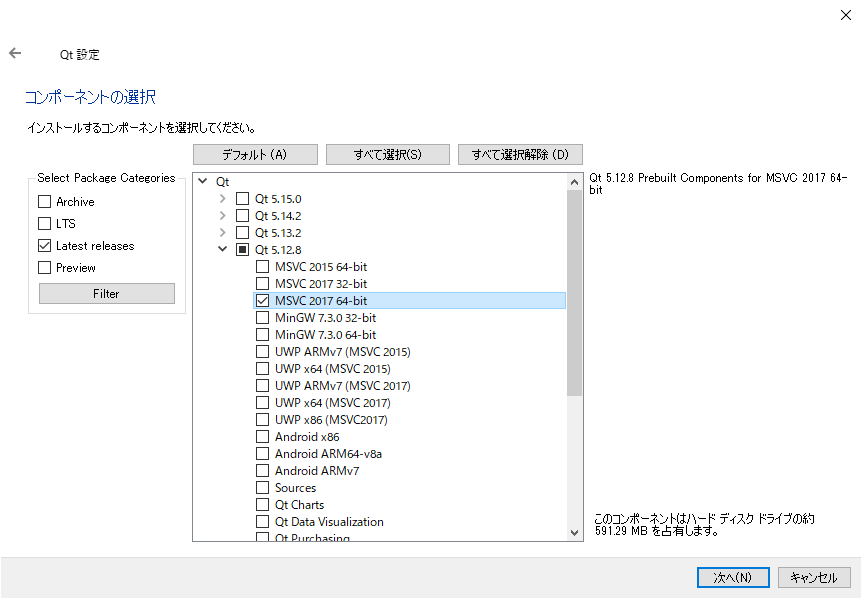 Qt 設定
コンポーネントの選択
インストールするコンポーネントを選択してください。
デフォルト (A)
すべて選択(S)
すべて選択解除 (D)
Select Package Categories
Archive
LTS
Latest releases
Preview
Filter
Qt
Qt 5.15.0
Qt 5.14.2
Qt 5.13.2
Qt 5.12.8
MSVC 2015 64-bit
MSVC 2017 32-bit
MSVC 2017 64-bit
MinGW 7.3.0 32-bit
MinGW 7.3.0 64-bit
UWP ARMv7 (MSVC 2015)
UWP x64 (MSVC 2015)
UWP ARMv7 (MSVC 2017)
UWP x64 (MSVC 2017)
UWP x86 (MSVC2017)
Android x86
Android ARM64-v8a
Android ARMv7
Sources
Qt Charts
Qt Data Visualization
Qt Purchasing
Qt 5.12.8 Prebuilt Components for MSVC 2017 64-
bit
このコンポーネントはハード ディスク ドライブの約
591.29 MB を占有します。
次へ(N)
キャンセル